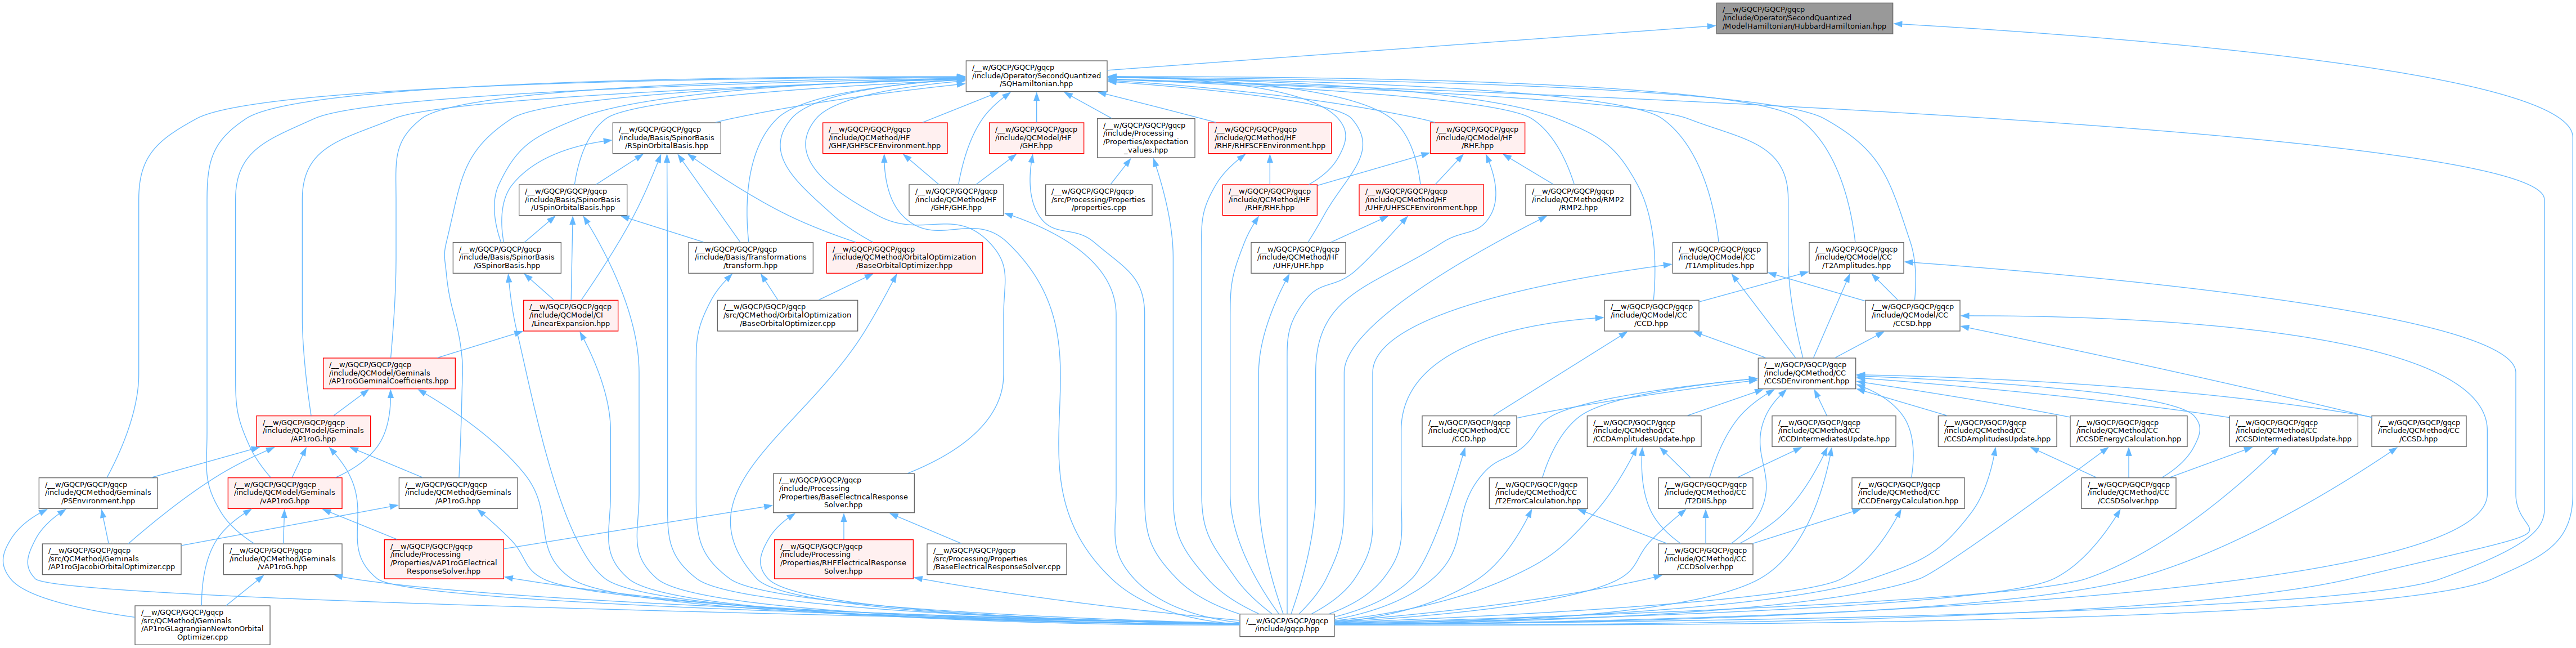 /__w/GQCP/GQCP/gqcp
/include/Operator/SecondQuantized
/ModelHamiltonian/HubbardHamiltonian.hpp
/__w/GQCP/GQCP/gqcp
/include/Operator/SecondQuantized
/SQHamiltonian.hpp
/__w/GQCP/GQCP/gqcp
/include/Basis/SpinorBasis
/RSpinOrbitalBasis.hpp
/__w/GQCP/GQCP/gqcp
/include/QCMethod/HF
/GHF/GHFSCFEnvironment.hpp
/__w/GQCP/GQCP/gqcp
/include/QCModel/HF
/GHF.hpp
/__w/GQCP/GQCP/gqcp
/include/Processing
/Properties/expectation
_values.hpp
/__w/GQCP/GQCP/gqcp
/include/QCMethod/HF
/RHF/RHFSCFEnvironment.hpp
/__w/GQCP/GQCP/gqcp
/include/QCModel/HF
/RHF.hpp
/__w/GQCP/GQCP/gqcp
/include/Basis/SpinorBasis
/USpinOrbitalBasis.hpp
/__w/GQCP/GQCP/gqcp
/include/QCMethod/HF
/GHF/GHF.hpp
/__w/GQCP/GQCP/gqcp
/src/Processing/Properties
/properties.cpp
/__w/GQCP/GQCP/gqcp
/include/QCMethod/HF
/RHF/RHF.hpp
/__w/GQCP/GQCP/gqcp
/include/QCMethod/HF
/UHF/UHFSCFEnvironment.hpp
/__w/GQCP/GQCP/gqcp
/include/QCMethod/RMP2
/RMP2.hpp
/__w/GQCP/GQCP/gqcp
/include/Basis/SpinorBasis
/GSpinorBasis.hpp
/__w/GQCP/GQCP/gqcp
/include/Basis/Transformations
/transform.hpp
/__w/GQCP/GQCP/gqcp
/include/QCMethod/OrbitalOptimization
/BaseOrbitalOptimizer.hpp
/__w/GQCP/GQCP/gqcp
/include/QCMethod/HF
/UHF/UHF.hpp
/__w/GQCP/GQCP/gqcp
/include/QCModel/CC
/T1Amplitudes.hpp
/__w/GQCP/GQCP/gqcp
/include/QCModel/CC
/T2Amplitudes.hpp
/__w/GQCP/GQCP/gqcp
/include/QCModel/CI
/LinearExpansion.hpp
/__w/GQCP/GQCP/gqcp
/src/QCMethod/OrbitalOptimization
/BaseOrbitalOptimizer.cpp
/__w/GQCP/GQCP/gqcp
/include/QCModel/CC
/CCD.hpp
/__w/GQCP/GQCP/gqcp
/include/QCModel/CC
/CCSD.hpp
/__w/GQCP/GQCP/gqcp
/include/QCModel/Geminals
/AP1roGGeminalCoefficients.hpp
/__w/GQCP/GQCP/gqcp
/include/QCMethod/CC
/CCSDEnvironment.hpp
/__w/GQCP/GQCP/gqcp
/include/QCModel/Geminals
/AP1roG.hpp
/__w/GQCP/GQCP/gqcp
/include/QCMethod/CC
/CCD.hpp
/__w/GQCP/GQCP/gqcp
/include/QCMethod/CC
/CCDAmplitudesUpdate.hpp
/__w/GQCP/GQCP/gqcp
/include/QCMethod/CC
/CCDIntermediatesUpdate.hpp
/__w/GQCP/GQCP/gqcp
/include/QCMethod/CC
/CCSDAmplitudesUpdate.hpp
/__w/GQCP/GQCP/gqcp
/include/QCMethod/CC
/CCSDEnergyCalculation.hpp
/__w/GQCP/GQCP/gqcp
/include/QCMethod/CC
/CCSDIntermediatesUpdate.hpp
/__w/GQCP/GQCP/gqcp
/include/QCMethod/CC
/CCSD.hpp
/__w/GQCP/GQCP/gqcp
/include/QCMethod/Geminals
/PSEnvironment.hpp
/__w/GQCP/GQCP/gqcp
/include/QCModel/Geminals
/vAP1roG.hpp
/__w/GQCP/GQCP/gqcp
/include/QCMethod/Geminals
/AP1roG.hpp
/__w/GQCP/GQCP/gqcp
/include/Processing
/Properties/BaseElectricalResponse
Solver.hpp
/__w/GQCP/GQCP/gqcp
/include/QCMethod/CC
/T2ErrorCalculation.hpp
/__w/GQCP/GQCP/gqcp
/include/QCMethod/CC
/T2DIIS.hpp
/__w/GQCP/GQCP/gqcp
/include/QCMethod/CC
/CCDEnergyCalculation.hpp
/__w/GQCP/GQCP/gqcp
/include/QCMethod/CC
/CCSDSolver.hpp
/__w/GQCP/GQCP/gqcp
/src/QCMethod/Geminals
/AP1roGJacobiOrbitalOptimizer.cpp
/__w/GQCP/GQCP/gqcp
/include/QCMethod/Geminals
/vAP1roG.hpp
/__w/GQCP/GQCP/gqcp
/include/Processing
/Properties/vAP1roGElectrical
ResponseSolver.hpp
/__w/GQCP/GQCP/gqcp
/include/Processing
/Properties/RHFElectricalResponse
Solver.hpp
/__w/GQCP/GQCP/gqcp
/src/Processing/Properties
/BaseElectricalResponseSolver.cpp
/__w/GQCP/GQCP/gqcp
/include/QCMethod/CC
/CCDSolver.hpp
/__w/GQCP/GQCP/gqcp
/src/QCMethod/Geminals
/AP1roGLagrangianNewtonOrbital
Optimizer.cpp
/__w/GQCP/GQCP/gqcp
/include/gqcp.hpp